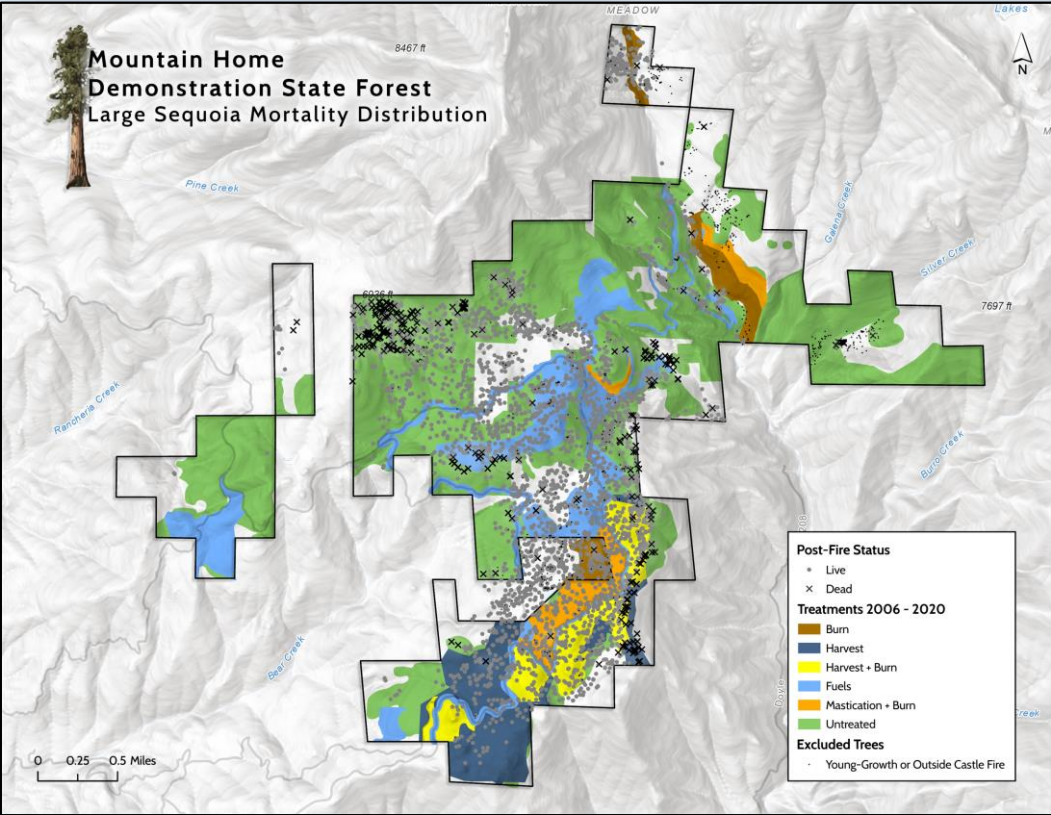 MEADOW
Lakes
Mountain Home
Demonstration State Forest
Large Sequoia Mortality Distribution
8467 ft
N
Pine Creek
Galena Creek
Silver Creek
6926 ft
7697 ft
Rancheria Creek
Burro Creek
Bear Creek
Doyle
Creek
0 0.25 0.5 Miles
Post-Fire Status
Live
Dead
Treatments 2006 - 2020
Burn
Harvest
Harvest + Burn
Fuels
Mastication + Burn
Untreated
Excluded Trees
Young-Growth or Outside Castle Fire